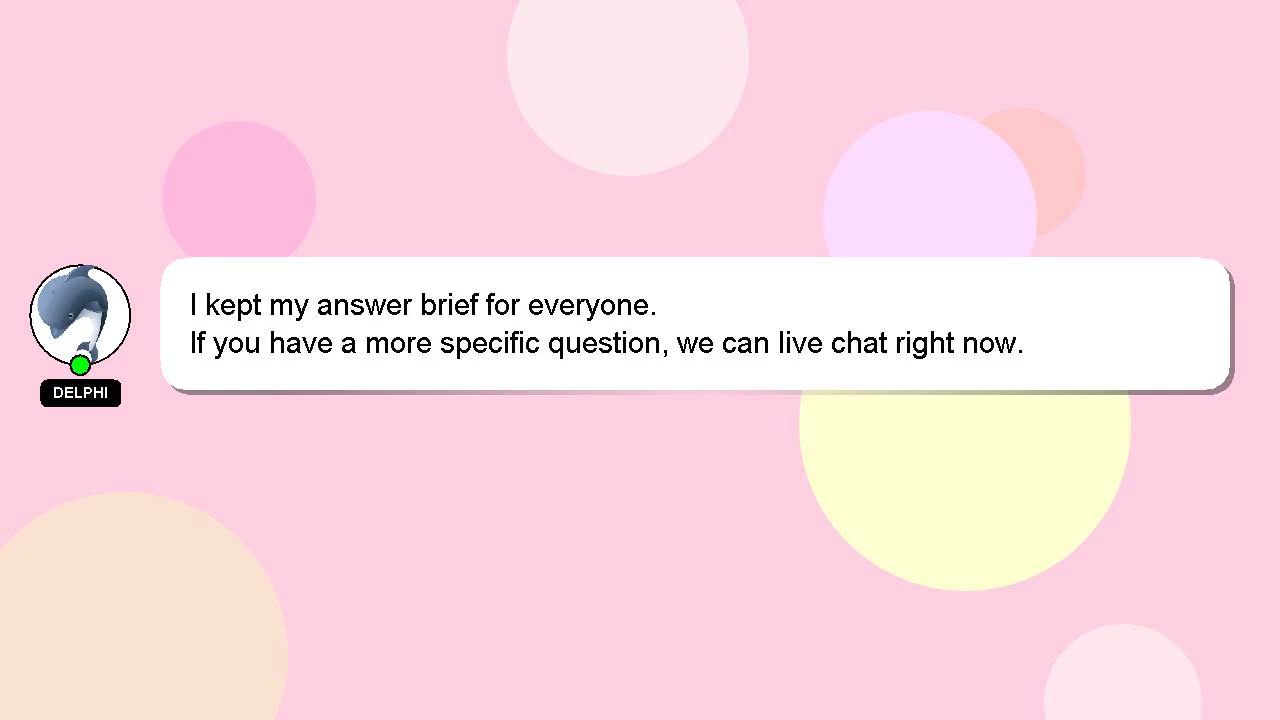 I kept my answer brief for everyone.
If you have a more specific question, we can live chat right now.
DELPHI